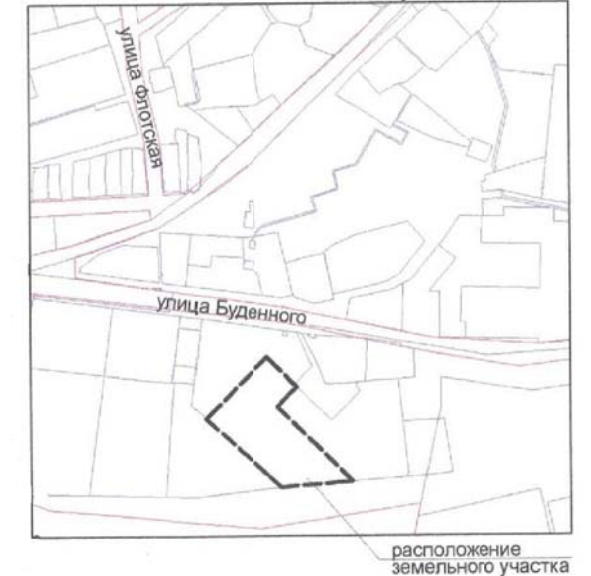 улица Флотская
улица Буденного
расположение
земельного участка